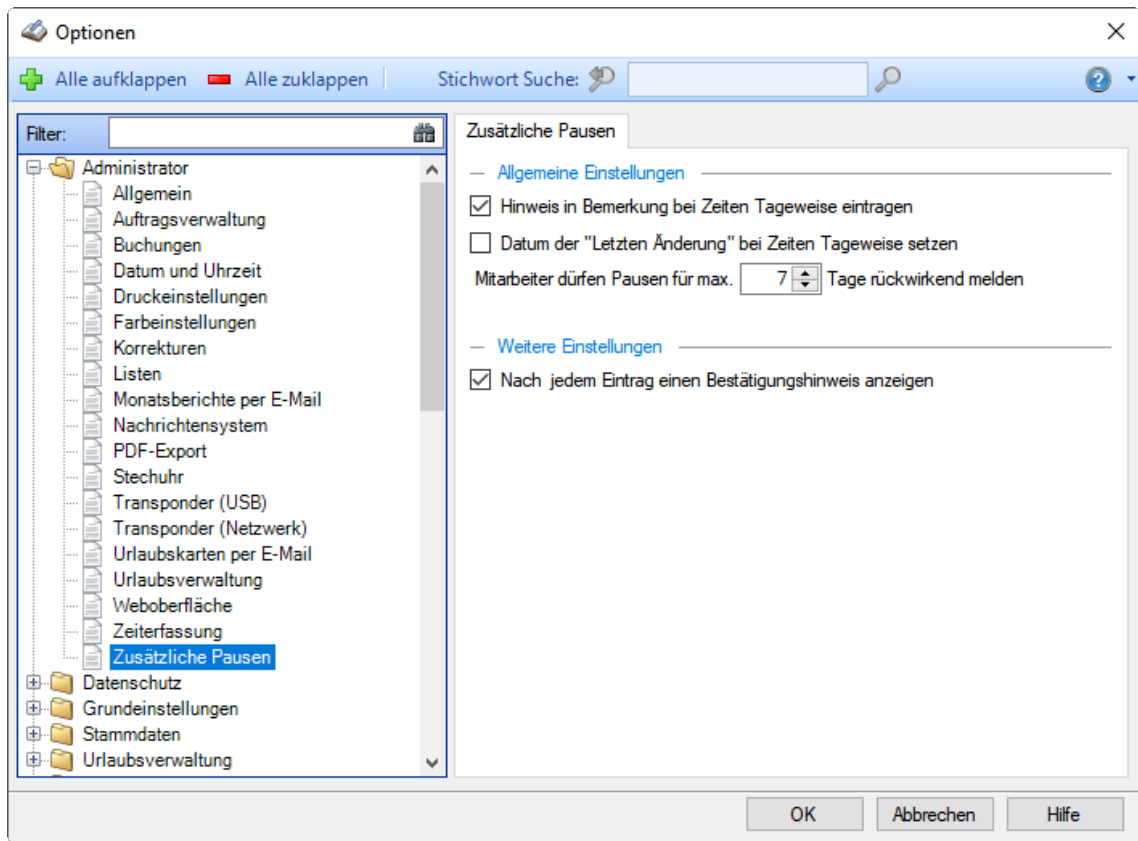 Optionen
Alle aufklappen Alle zuklappen Stichwort Suche:
Filter:
Administrator
Allgemein
Auftragsverwaltung
Buchungen
Datum und Uhrzeit
Druckeinstellungen
Farbeinstellungen
Korrekturen
Listen
Monatsberichte per E-Mail
Nachrichtensystem
PDF-Export
Stechuhr
Transponder (USB)
Transponder (Netzwerk)
Urlaubskarten per E-Mail
Urlaubsverwaltung
Weboberfläche
Zeiterfassung
Zusätzliche Pausen
Datenschutz
Grundeinstellungen
Stammdaten
Urlaubsverwaltung
Zusätzliche Pausen
Allgemeine Einstellungen
Hinweis in Bemerkung bei Zeiten Tageweise eintragen
Datum der "Letzten Änderung" bei Zeiten Tageweise setzen
Mitarbeiter dürfen Pausen für max. 7 Tage rückwirkend melden
Weitere Einstellungen
Nach jedem Eintrag einen Bestätigungshinweis anzeigen
OK Abbrechen Hilfe